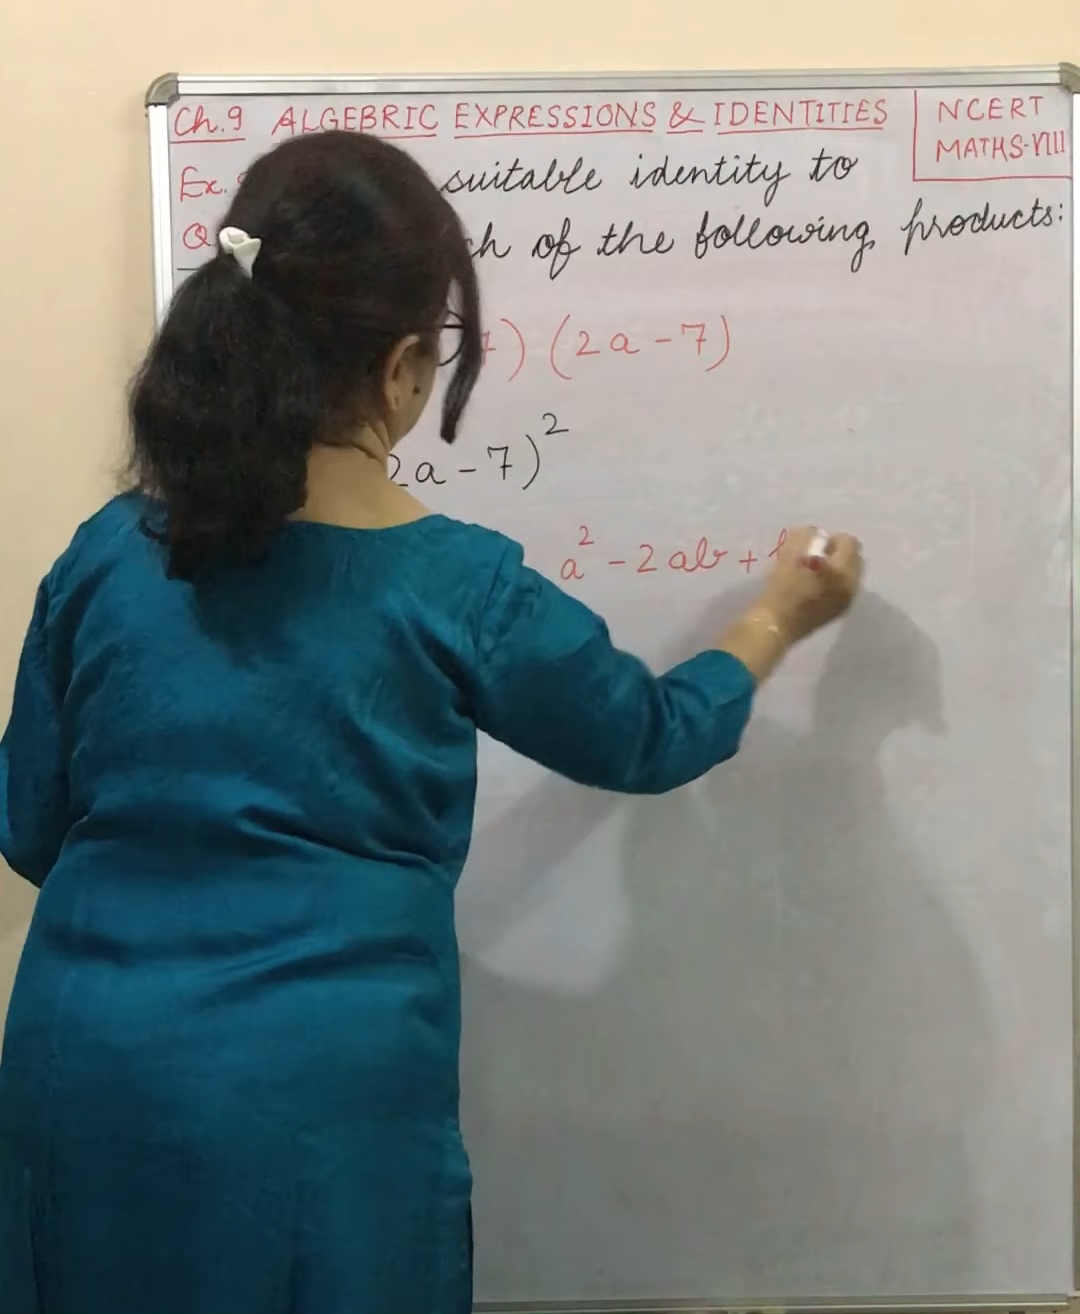 Ch.9 ALGEBRIC EXPRESSIONS & IDENTITIES
NCERT
MATHS-VIII
Ex. suitable identity to
Q of the following products:
) (2a - 7)
2a - 7)²
a² - 2ab +